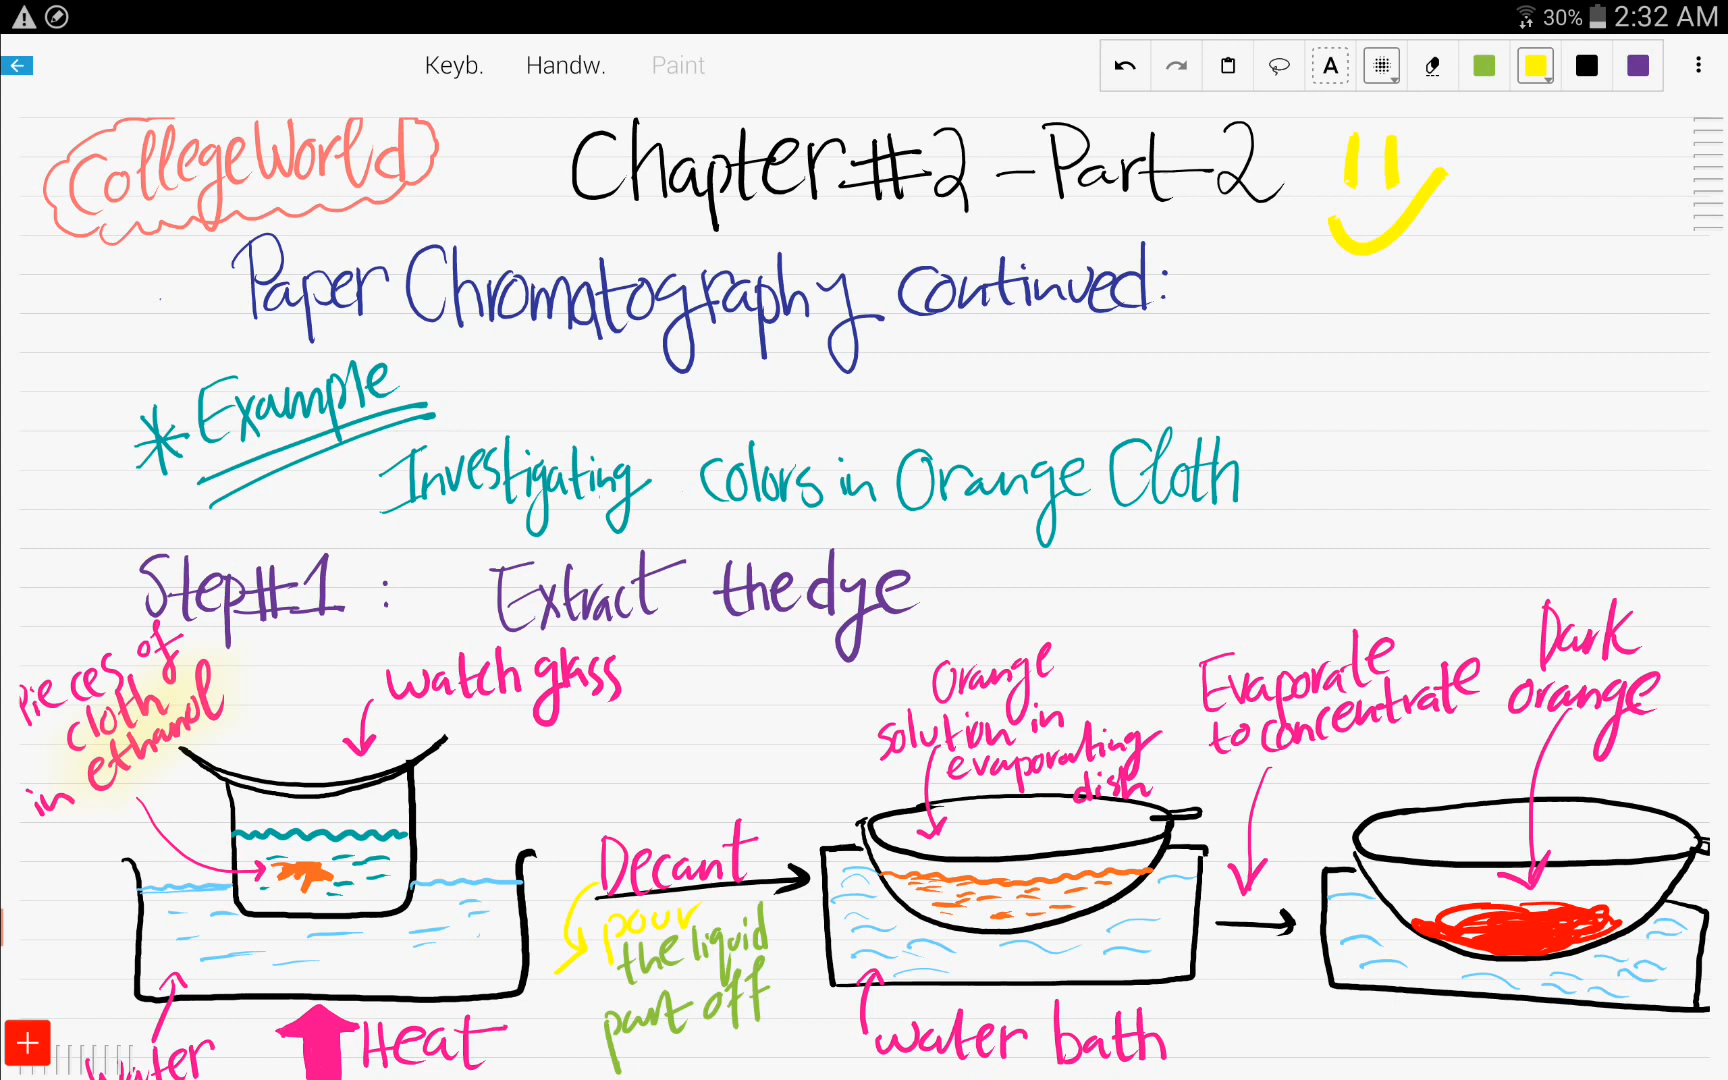 30% 2:32 AM
Keyb. Handw. Paint
A
CollegeWorld
Chapter #2 - Part 2
Paper Chromatography continued:
* Example
Investigating colors in Orange Cloth
Step #1 : Extract the dye
pieces of
cloth
in ethanol
watch glass
Orange
solution in
evaporating
dish
Evaporate
to concentrate
Dark
orange
Decant
pour
the liquid
part off
water
Heat
water bath